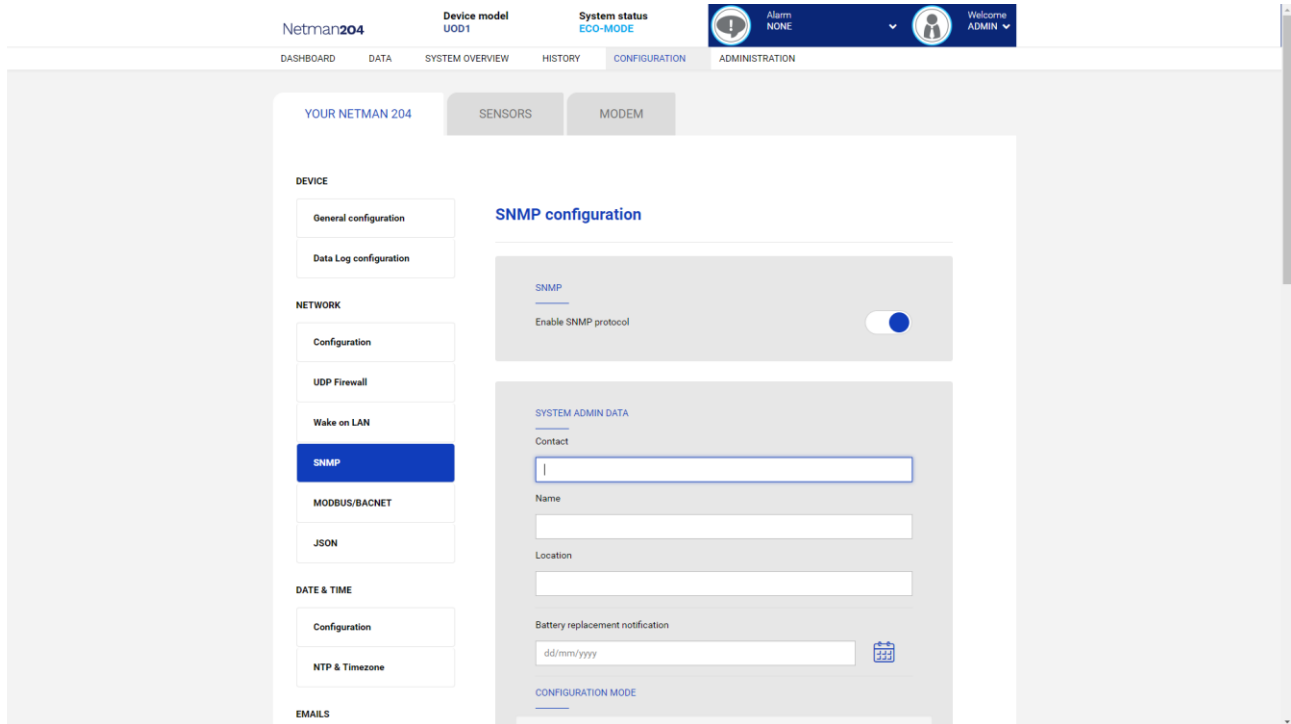 Netman204
Device model
UOD1
System status
ECO-MODE
Alarm
NONE
Welcome
ADMIN
DASHBOARD DATA SYSTEM OVERVIEW HISTORY CONFIGURATION ADMINISTRATION
YOUR NETMAN 204 SENSORS MODEM
DEVICE
General configuration
Data Log configuration
NETWORK
Configuration
UDP Firewall
Wake on LAN
SNMP
MODBUS/BACNET
JSON
DATE & TIME
Configuration
NTP & Timezone
EMAILS
SNMP configuration
SNMP
Enable SNMP protocol
SYSTEM ADMIN DATA
Contact
Name
Location
Battery replacement notification
dd/mm/yyyy
CONFIGURATION MODE